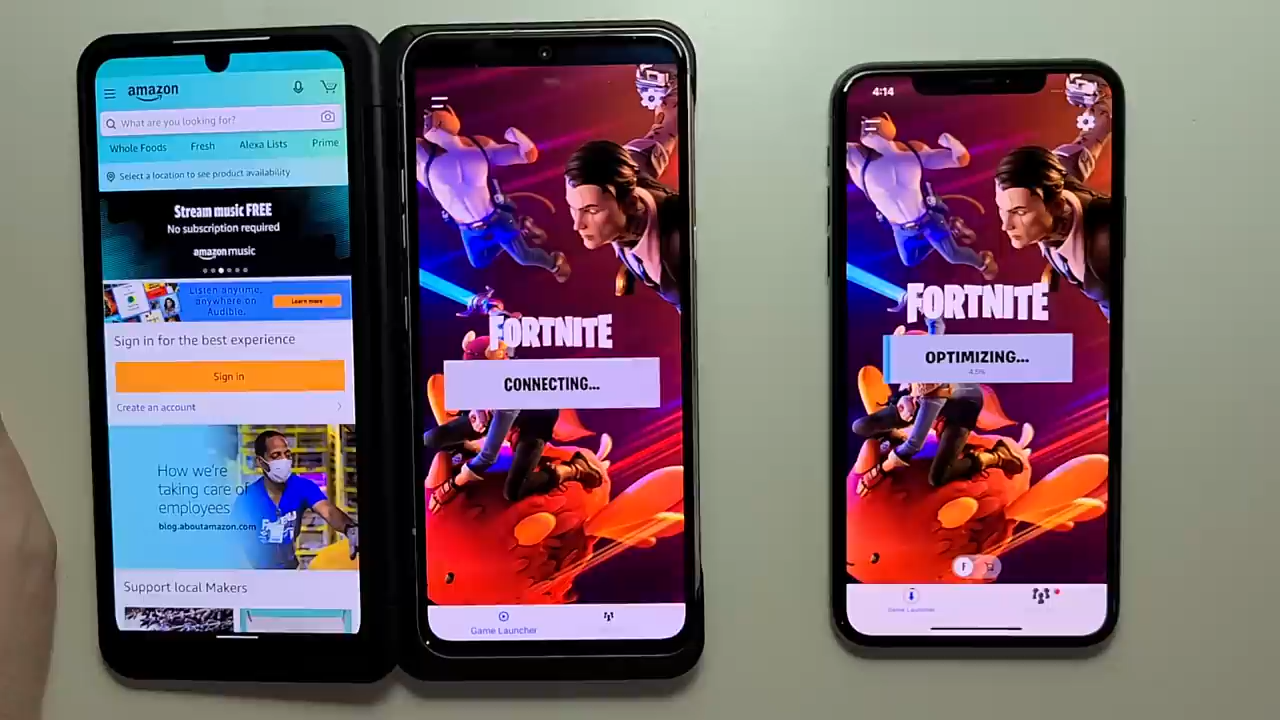 amazon
What are you looking for?
Whole Foods Fresh Alexa Lists Prime
Select a location to see product availability
Stream music FREE
No subscription required
amazon music
Listen anytime,
anywhere on
Audible.
Learn more
Sign in for the best experience
Sign in
Create an account
How we're
taking care of
employees
blog.aboutamazon.com
Support local Makers
FORTNITE
CONNECTING...
Game Launcher
4:14
FORTNITE
OPTIMIZING...
4.5%
F
Game Launcher